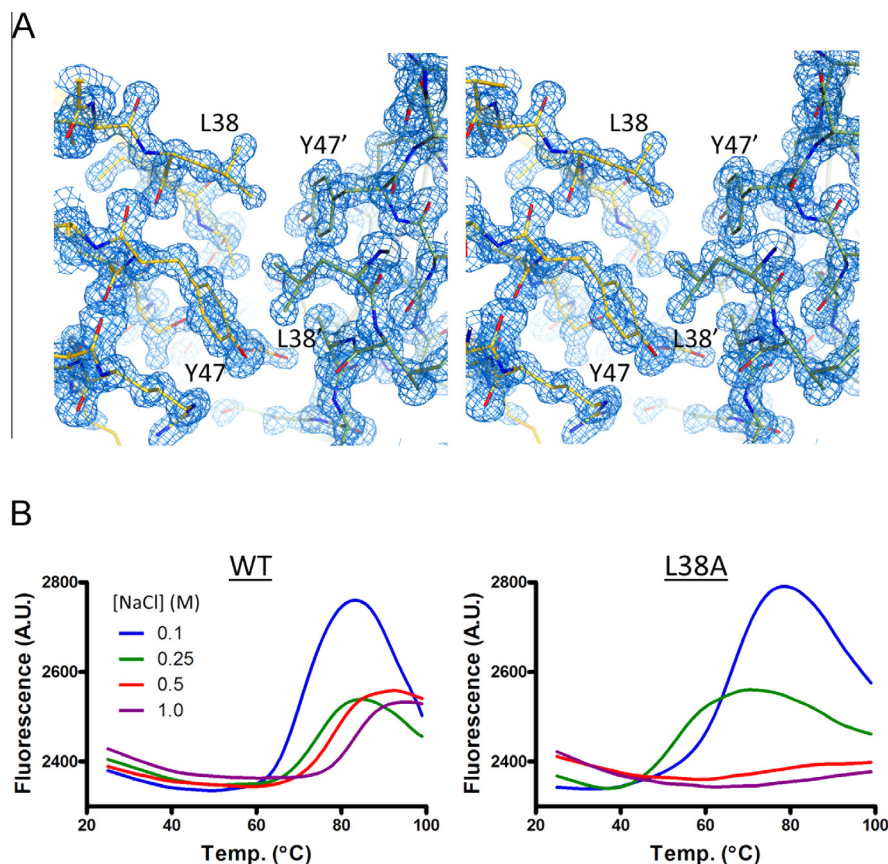 A
L38
Y47’
L38’
Y47
L38
Y47’
L38’
Y47
B
WT
Fluorescence (A.U.)
2800
2600
2400
[NaCl] (M)
0.1
0.25
0.5
1.0
20 40 60 80 100
Temp. (°C)
L38A
Fluorescence (A.U.)
2800
2600
2400
20 40 60 80 100
Temp. (°C)